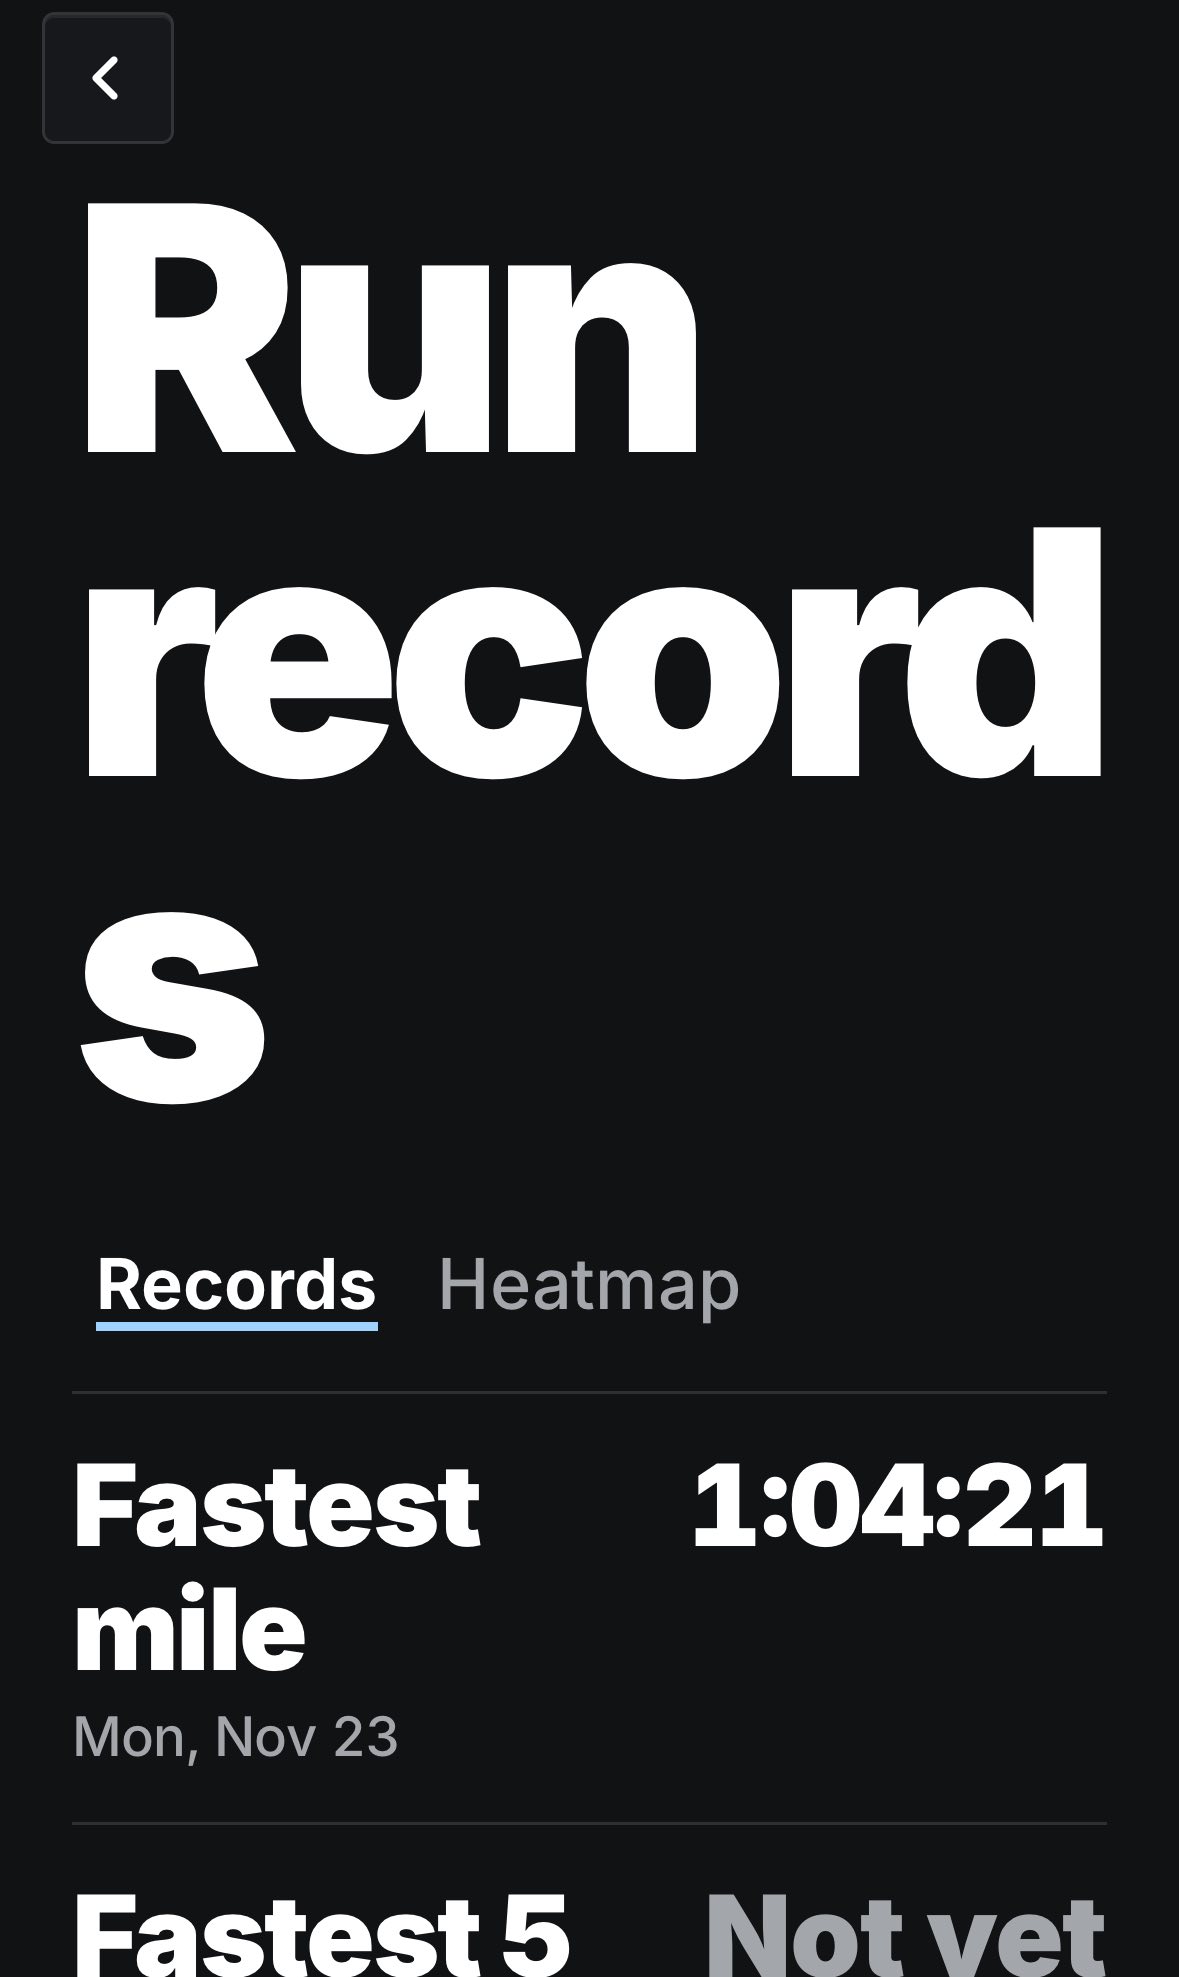 Run
record
s
Records Heatmap
Fastest 1:04:21
mile
Mon, Nov 23
Fastest 5 Not yet